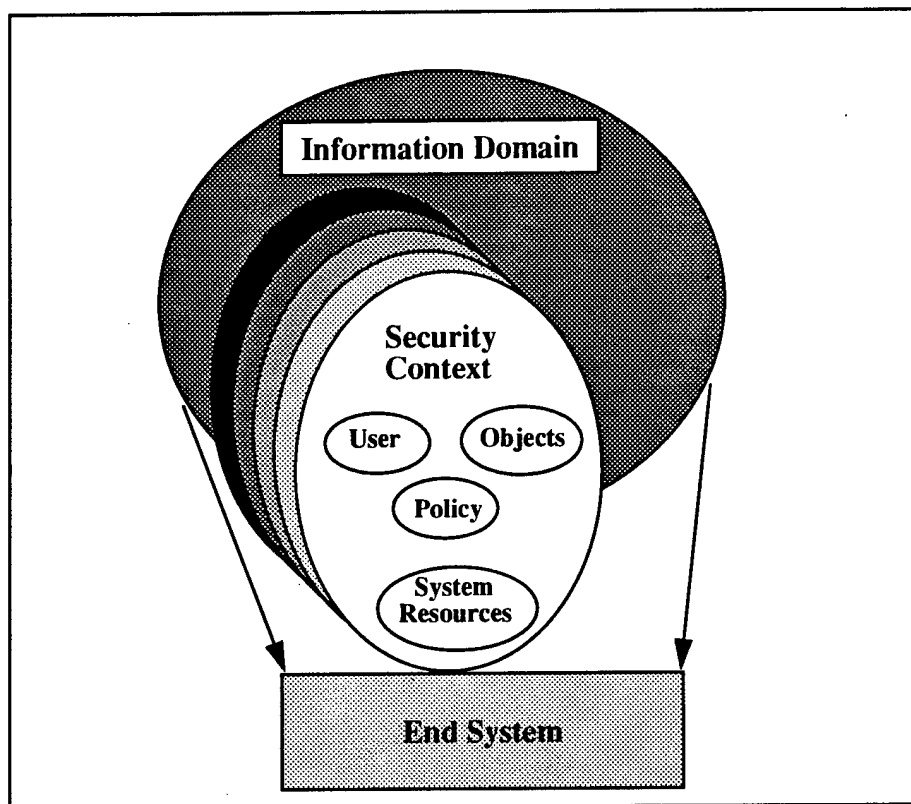 Information Domain
Security
Context
User
Objects
Policy
System
Resources
End System